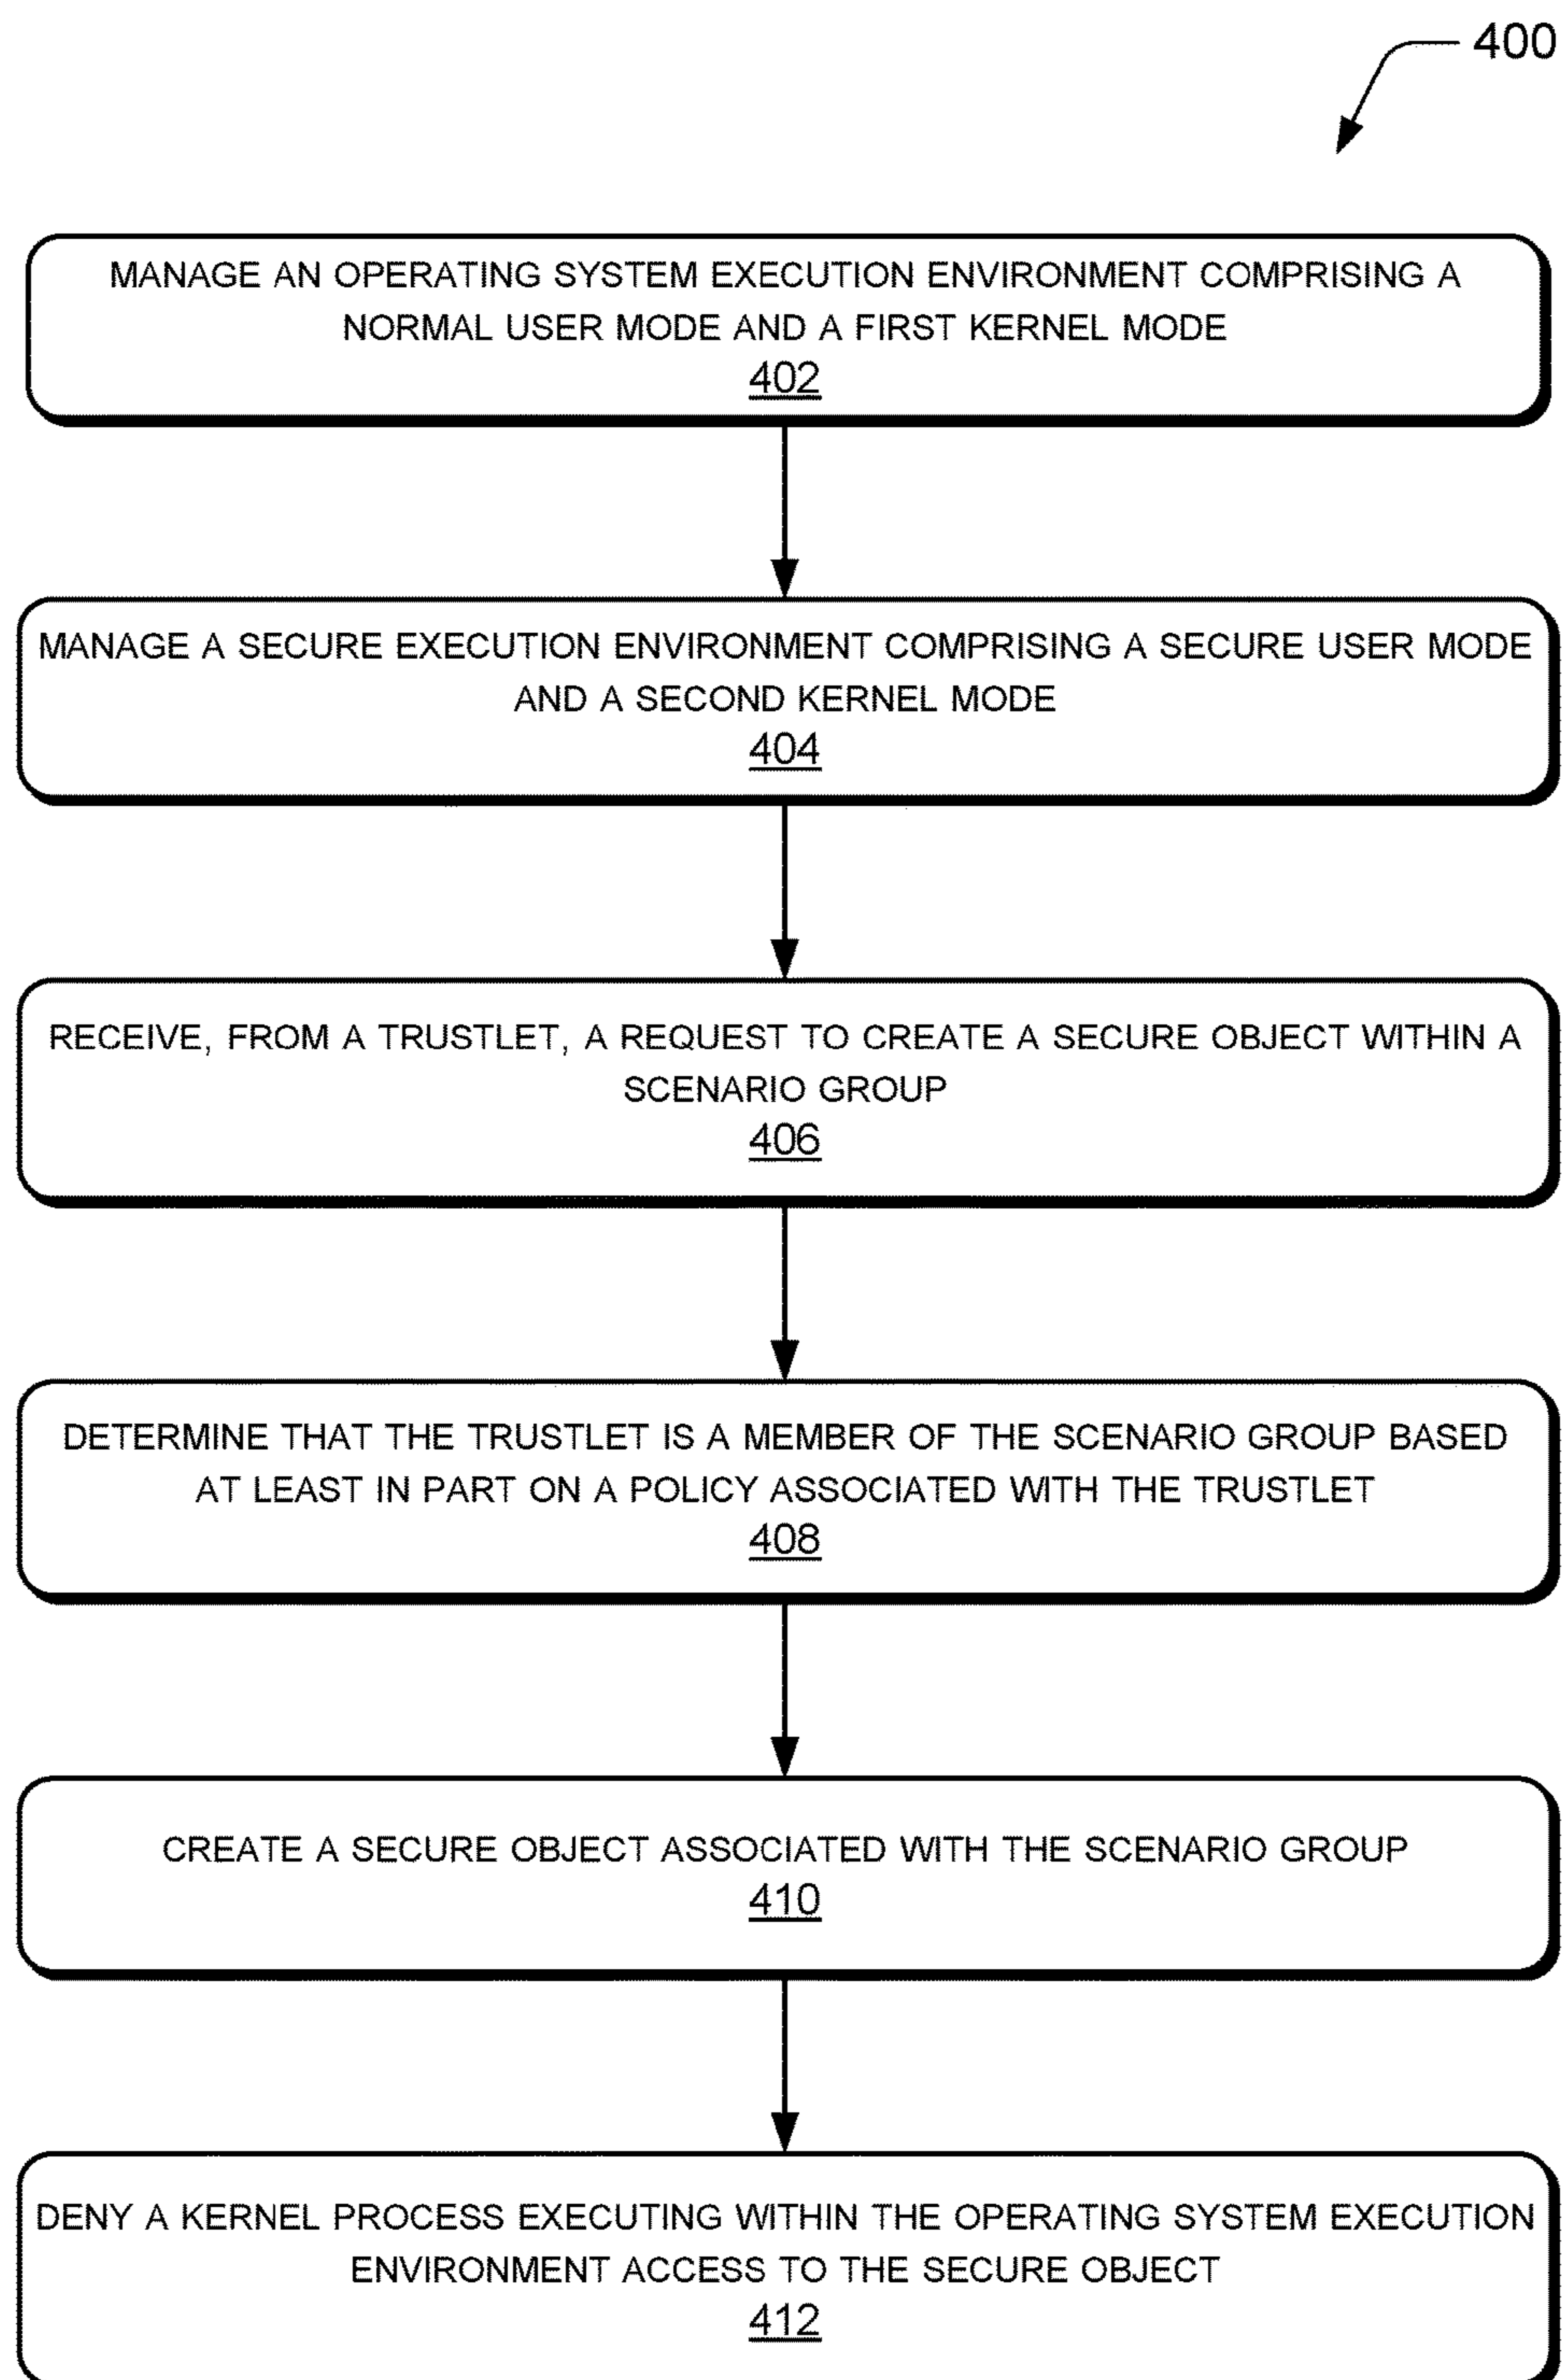 400
MANAGE AN OPERATING SYSTEM EXECUTION ENVIRONMENT COMPRISING A
NORMAL USER MODE AND A FIRST KERNEL MODE
402
MANAGE A SECURE EXECUTION ENVIRONMENT COMPRISING A SECURE USER MODE
AND A SECOND KERNEL MODE
404
RECEIVE, FROM A TRUSTLET, A REQUEST TO CREATE A SECURE OBJECT WITHIN A
SCENARIO GROUP
406
DETERMINE THAT THE TRUSTLET IS A MEMBER OF THE SCENARIO GROUP BASED
AT LEAST IN PART ON A POLICY ASSOCIATED WITH THE TRUSTLET
408
CREATE A SECURE OBJECT ASSOCIATED WITH THE SCENARIO GROUP
410
DENY A KERNEL PROCESS EXECUTING WITHIN THE OPERATING SYSTEM EXECUTION
ENVIRONMENT ACCESS TO THE SECURE OBJECT
412